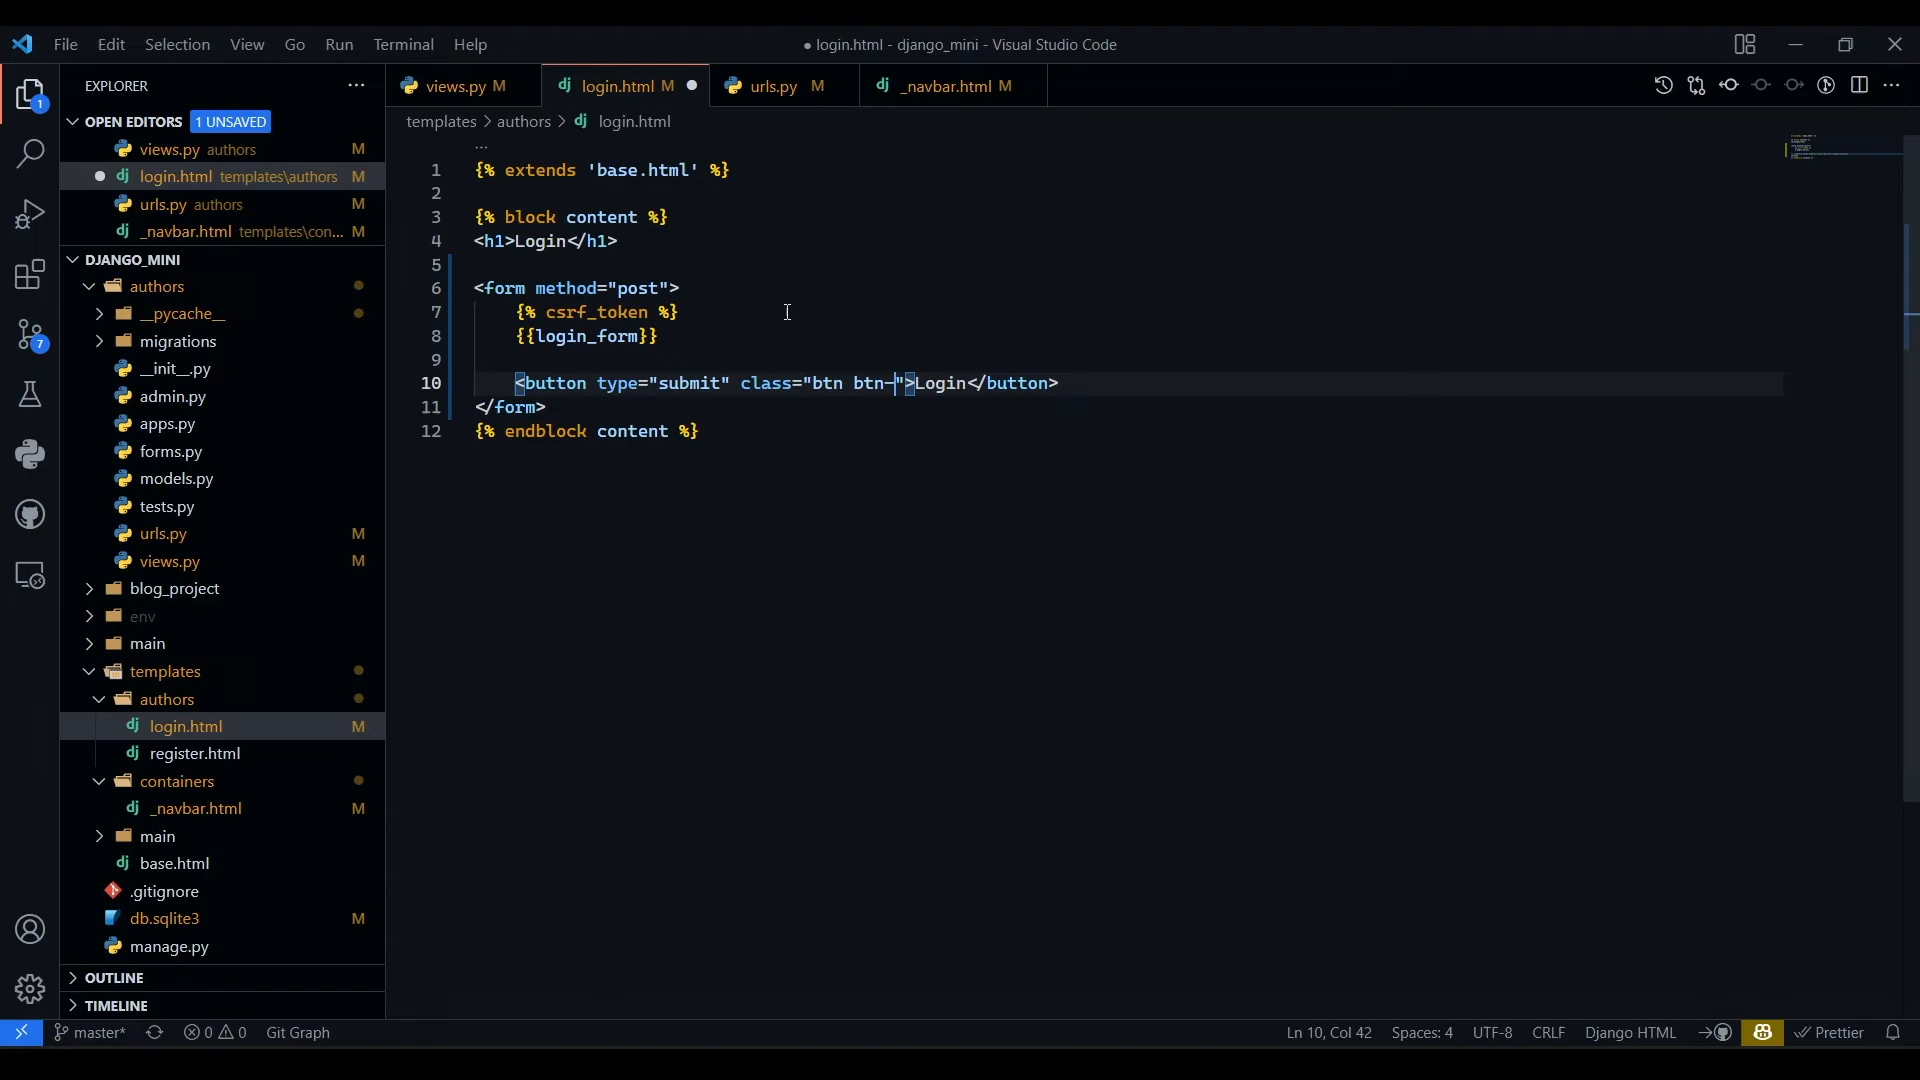 File Edit Selection View Go Run Terminal Help
● login.html - django_mini - Visual Studio Code
EXPLORER ...
views.py M
login.html M
urls.py M
_navbar.html M
OPEN EDITORS 1 UNSAVED
views.py authors M
login.html templates\authors M
urls.py authors M
_navbar.html templates\con... M
DJANGO_MINI
authors
__pycache__
migrations
__init__.py
admin.py
apps.py
forms.py
models.py
tests.py
urls.py M
views.py M
blog_project
env
main
templates
authors
login.html M
register.html
containers
_navbar.html M
main
base.html
.gitignore
db.sqlite3 M
manage.py
OUTLINE
TIMELINE
1
7
templates > authors > dj login.html
...
1 {% extends 'base.html' %}
2
3 {% block content %}
4 <h1>Login</h1>
5
6 <form method="post">
7 {% csrf_token %}
8 {{login_form}}
9
10 <button type="submit" class="btn btn-">Login</button>
11 </form>
12 {% endblock content %}
master* 0 0 Git Graph
Ln 10, Col 42 Spaces: 4 UTF-8 CRLF Django HTML Prettier